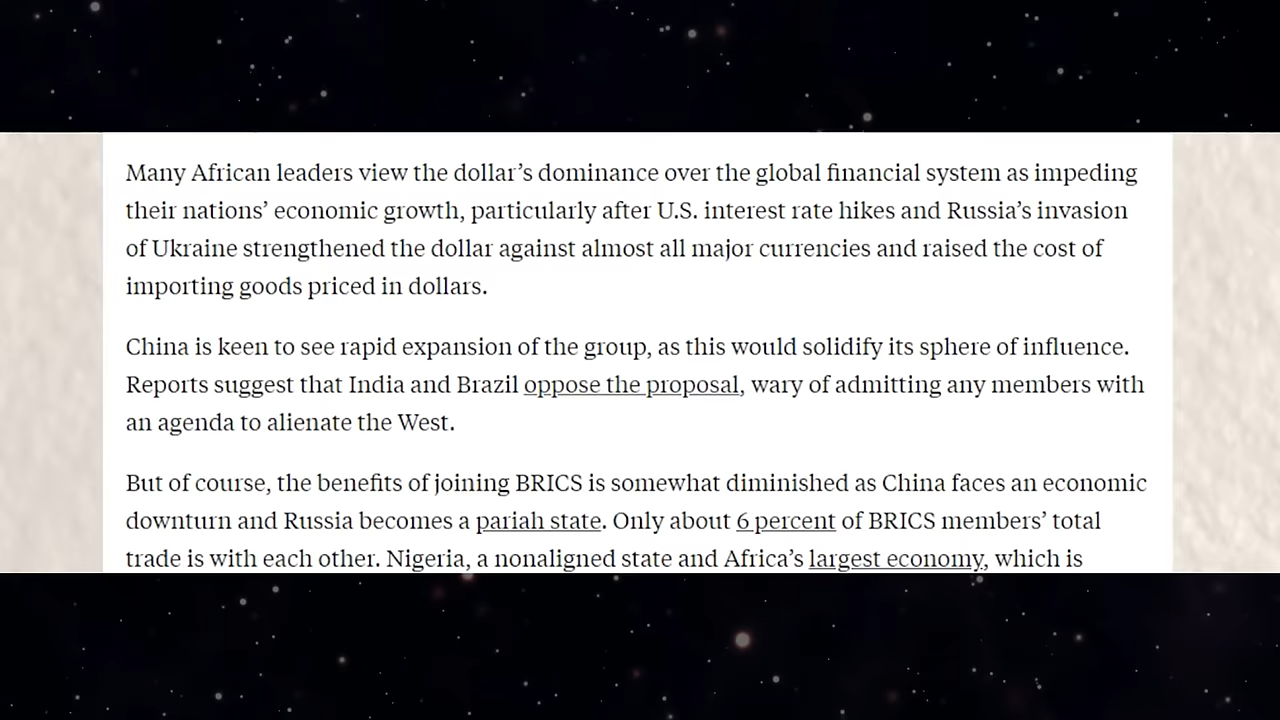 Many African leaders view the dollar’s dominance over the global financial system as impeding
their nations’ economic growth, particularly after U.S. interest rate hikes and Russia’s invasion
of Ukraine strengthened the dollar against almost all major currencies and raised the cost of
importing goods priced in dollars.
China is keen to see rapid expansion of the group, as this would solidify its sphere of influence.
Reports suggest that India and Brazil oppose the proposal, wary of admitting any members with
an agenda to alienate the West.
But of course, the benefits of joining BRICS is somewhat diminished as China faces an economic
downturn and Russia becomes a pariah state. Only about 6 percent of BRICS members’ total
trade is with each other. Nigeria, a nonaligned state and Africa’s largest economy, which is